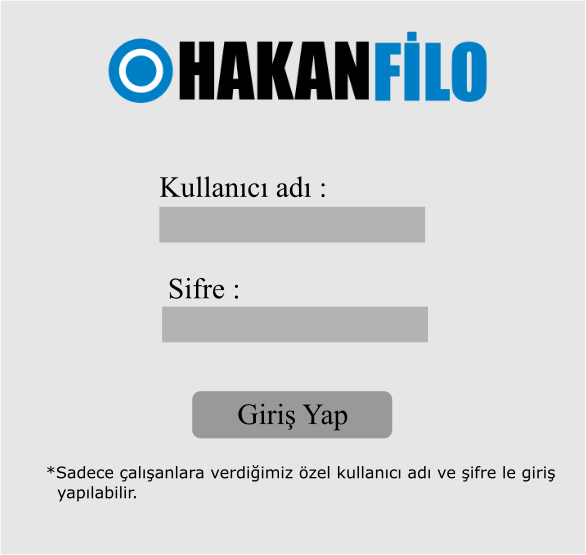 HAKANFİLO
Kullanıcı adı :
Sifre :
Giriş Yap
*Sadece çalışanlara verdiğimiz özel kullanıcı adı ve şifre le giriş
yapılabilir.